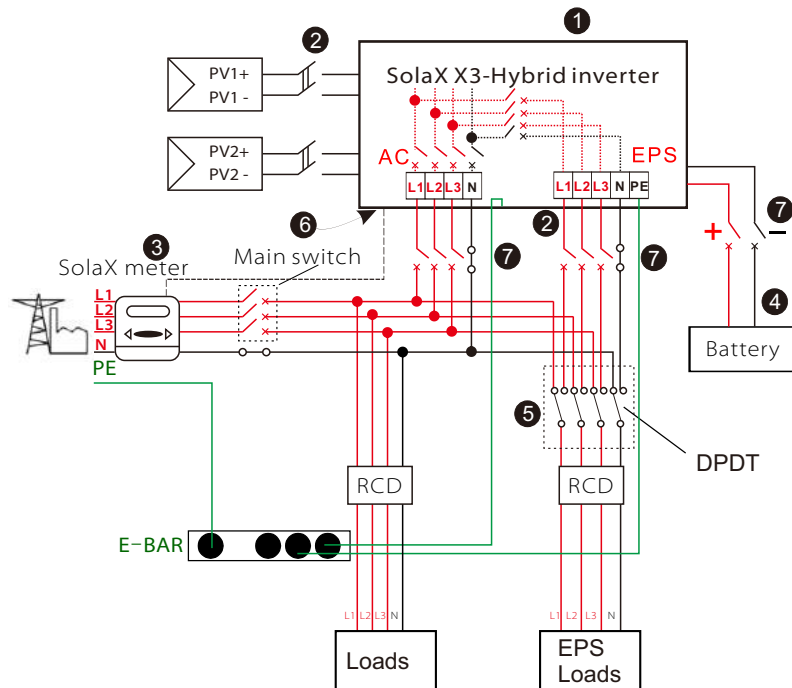 1
2
PV1+
PV1 -
SolaX X3-Hybrid inverter
PV2+
PV2 -
AC
EPS
L1 L2 L3 N
L1 L2 L3 N PE
6
2
7
7
3
SolaX meter
Main switch
7
+
−
4
L1
L2
L3
N
PE
Battery
5
DPDT
RCD
RCD
E-BAR
L1 L2 L3 N
L1 L2 L3 N
Loads
EPS
Loads